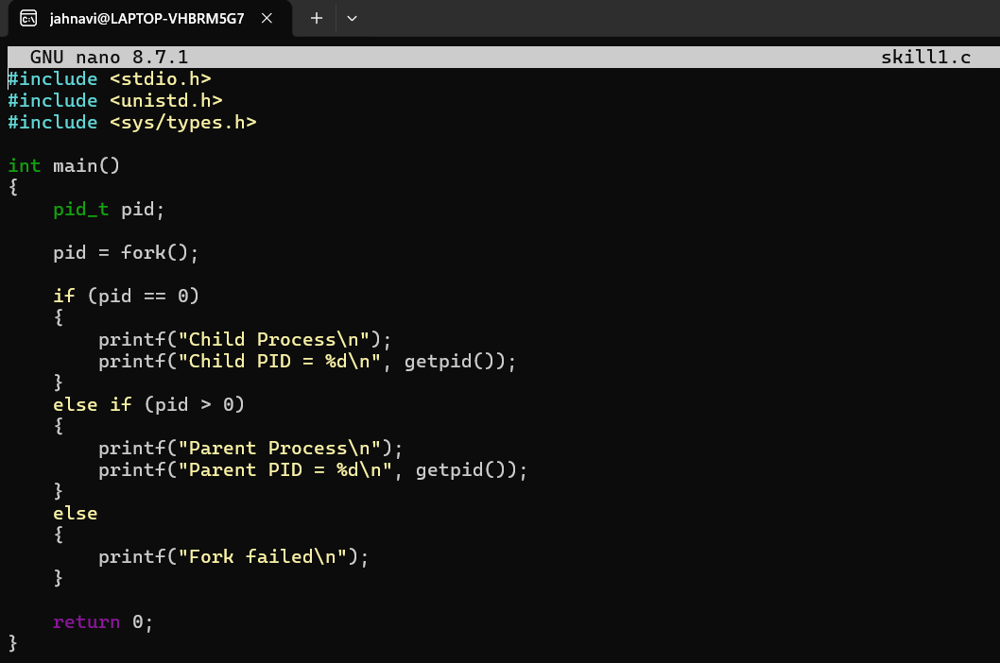 jahnavi@LAPTOP-VHBRM5G7
GNU nano 8.7.1 skill1.c
#include <stdio.h>
#include <unistd.h>
#include <sys/types.h>

int main()
{
    pid_t pid;

    pid = fork();

    if (pid == 0)
    {
        printf("Child Process\n");
        printf("Child PID = %d\n", getpid());
    }
    else if (pid > 0)
    {
        printf("Parent Process\n");
        printf("Parent PID = %d\n", getpid());
    }
    else
    {
        printf("Fork failed\n");
    }

    return 0;
}